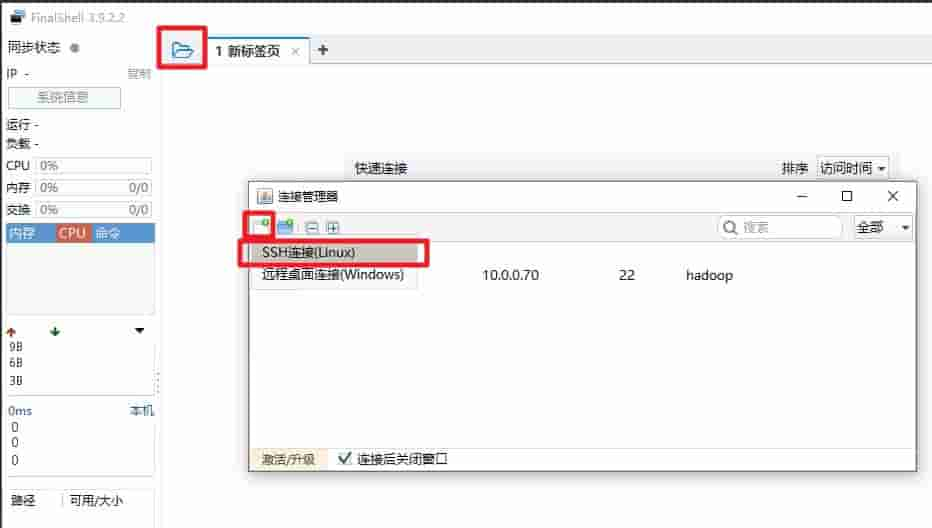 FinalShell 3.9.2.2
同步状态
IP -
复制
系统信息
运行 -
负载 -
CPU 0%
内存 0% 0/0
交换 0% 0/0
内存 CPU 命令
9B
6B
3B
0ms 本机
0
0
0
路径 可用/大小
1 新标签页 × +
快速连接 排序 访问时间
连接管理器
搜索 全部
SSH连接(Linux)
远程桌面连接(Windows) 10.0.0.70 22 hadoop
激活/升级 连接后关闭窗口